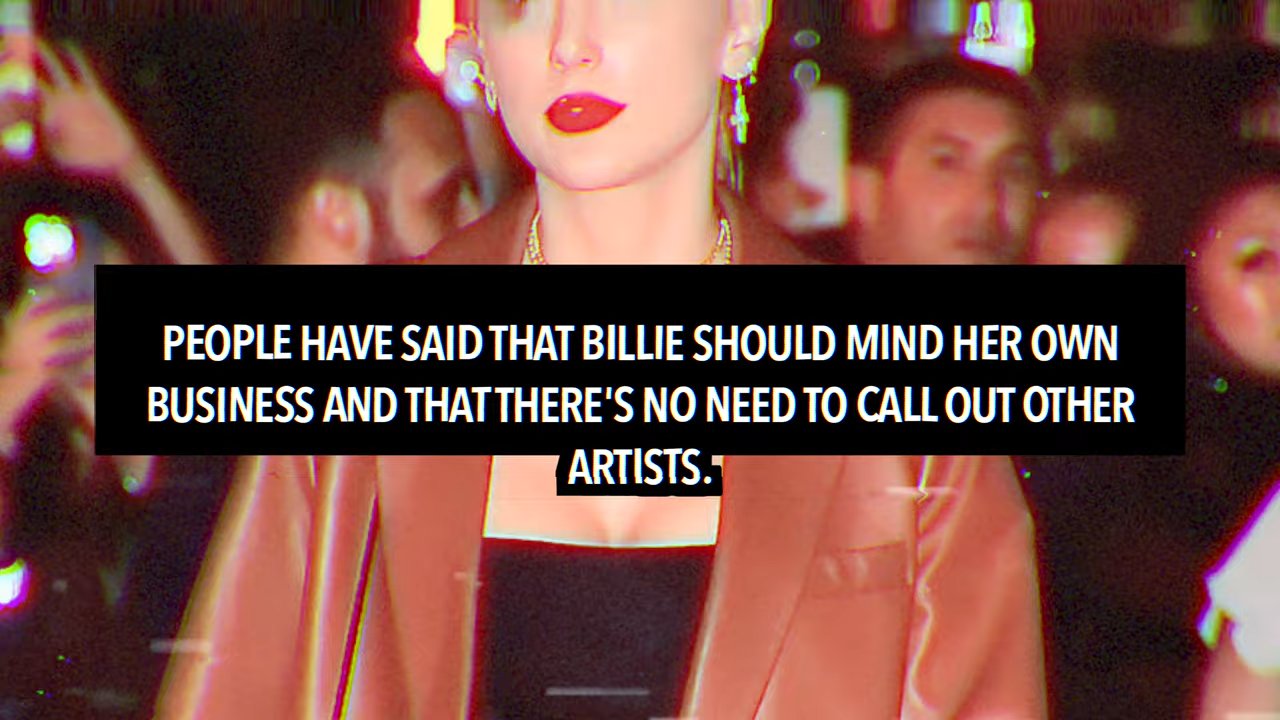 PEOPLE HAVE SAID THAT BILLIE SHOULD MIND HER OWN
BUSINESS AND THAT THERE'S NO NEED TO CALL OUT OTHER
ARTISTS.